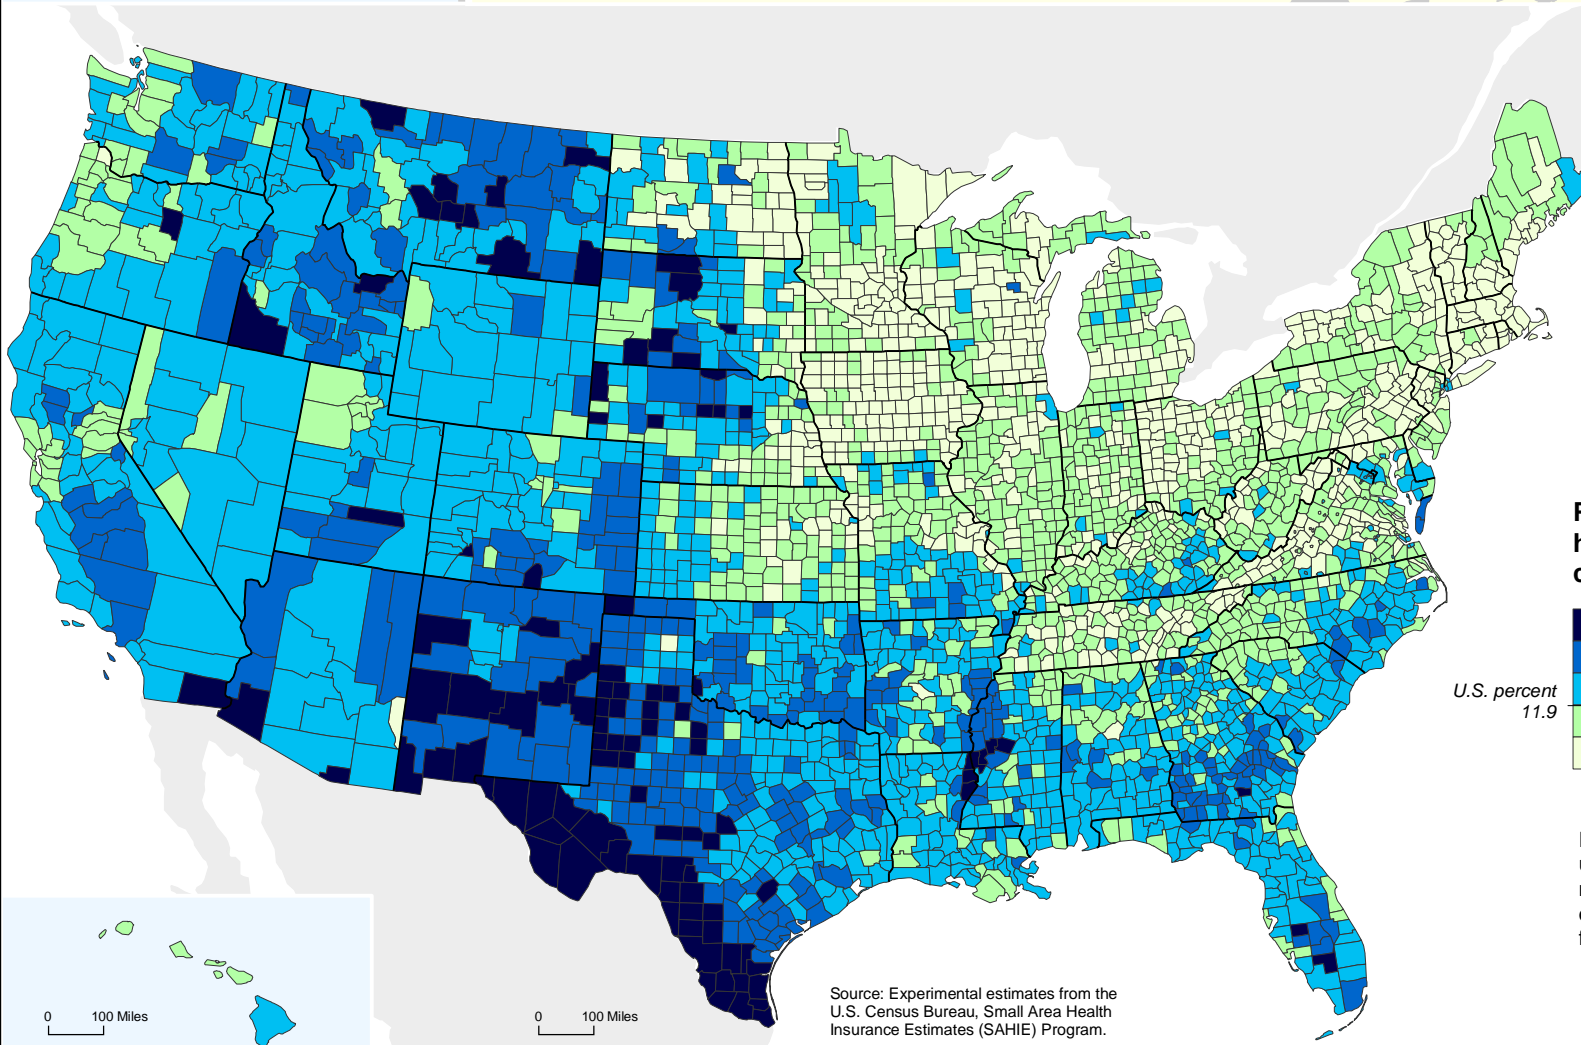 U.S. percent
11.9
0 100 Miles
0 100 Miles
Source: Experimental estimates from the
U.S. Census Bureau, Small Area Health
Insurance Estimates (SAHIE) Program.